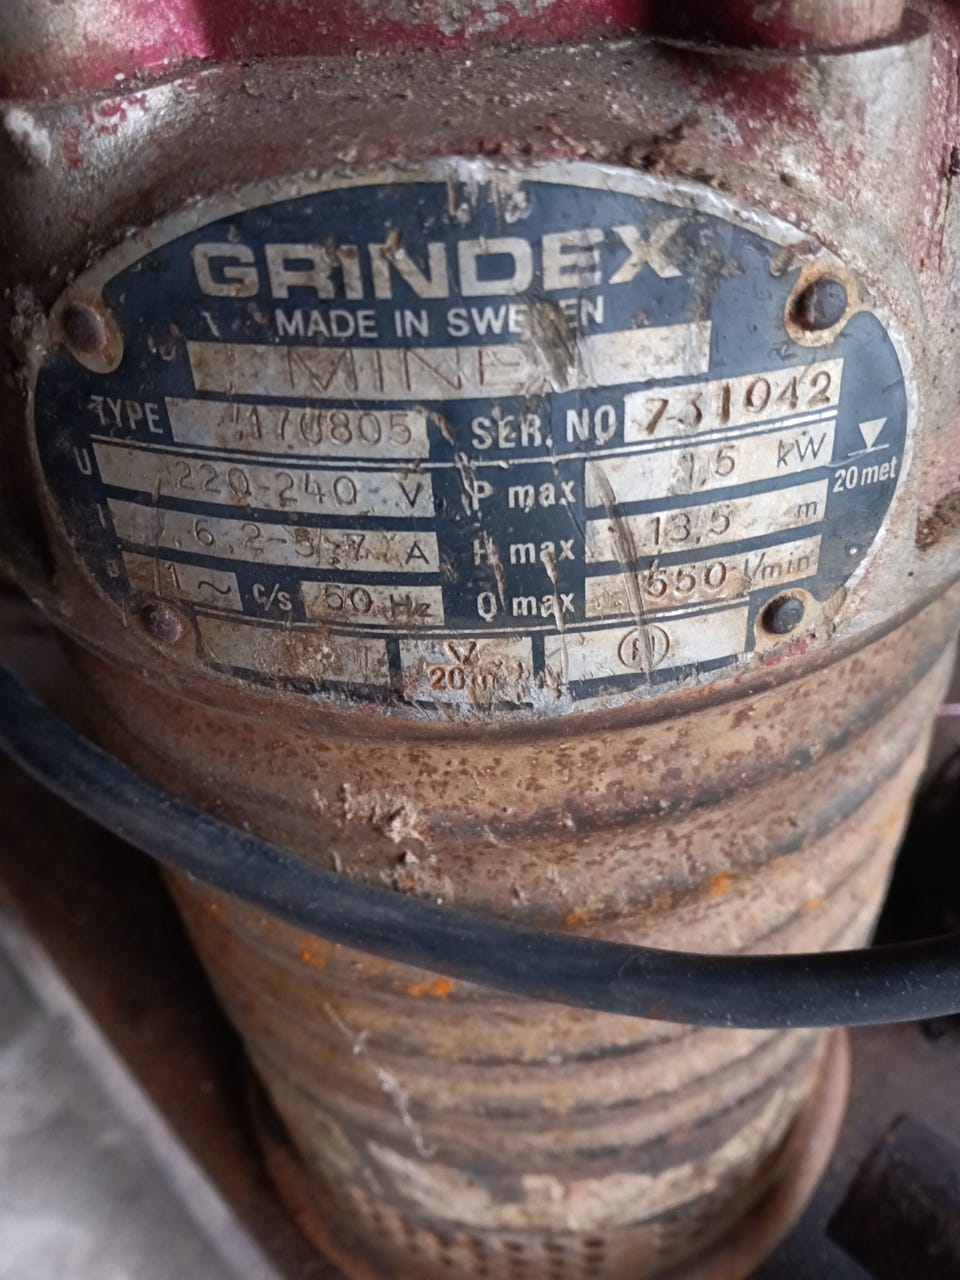 GRINDEX
MADE IN SWEDEN
MINE
TYPE 170805 SER. NO 731042
U 220-240 V P max 1,5 kW
I 6,2-5,7 A H max 13,5 m
1 ~ c/s 50 Hz Q max 550 l/min
20 met
20 m